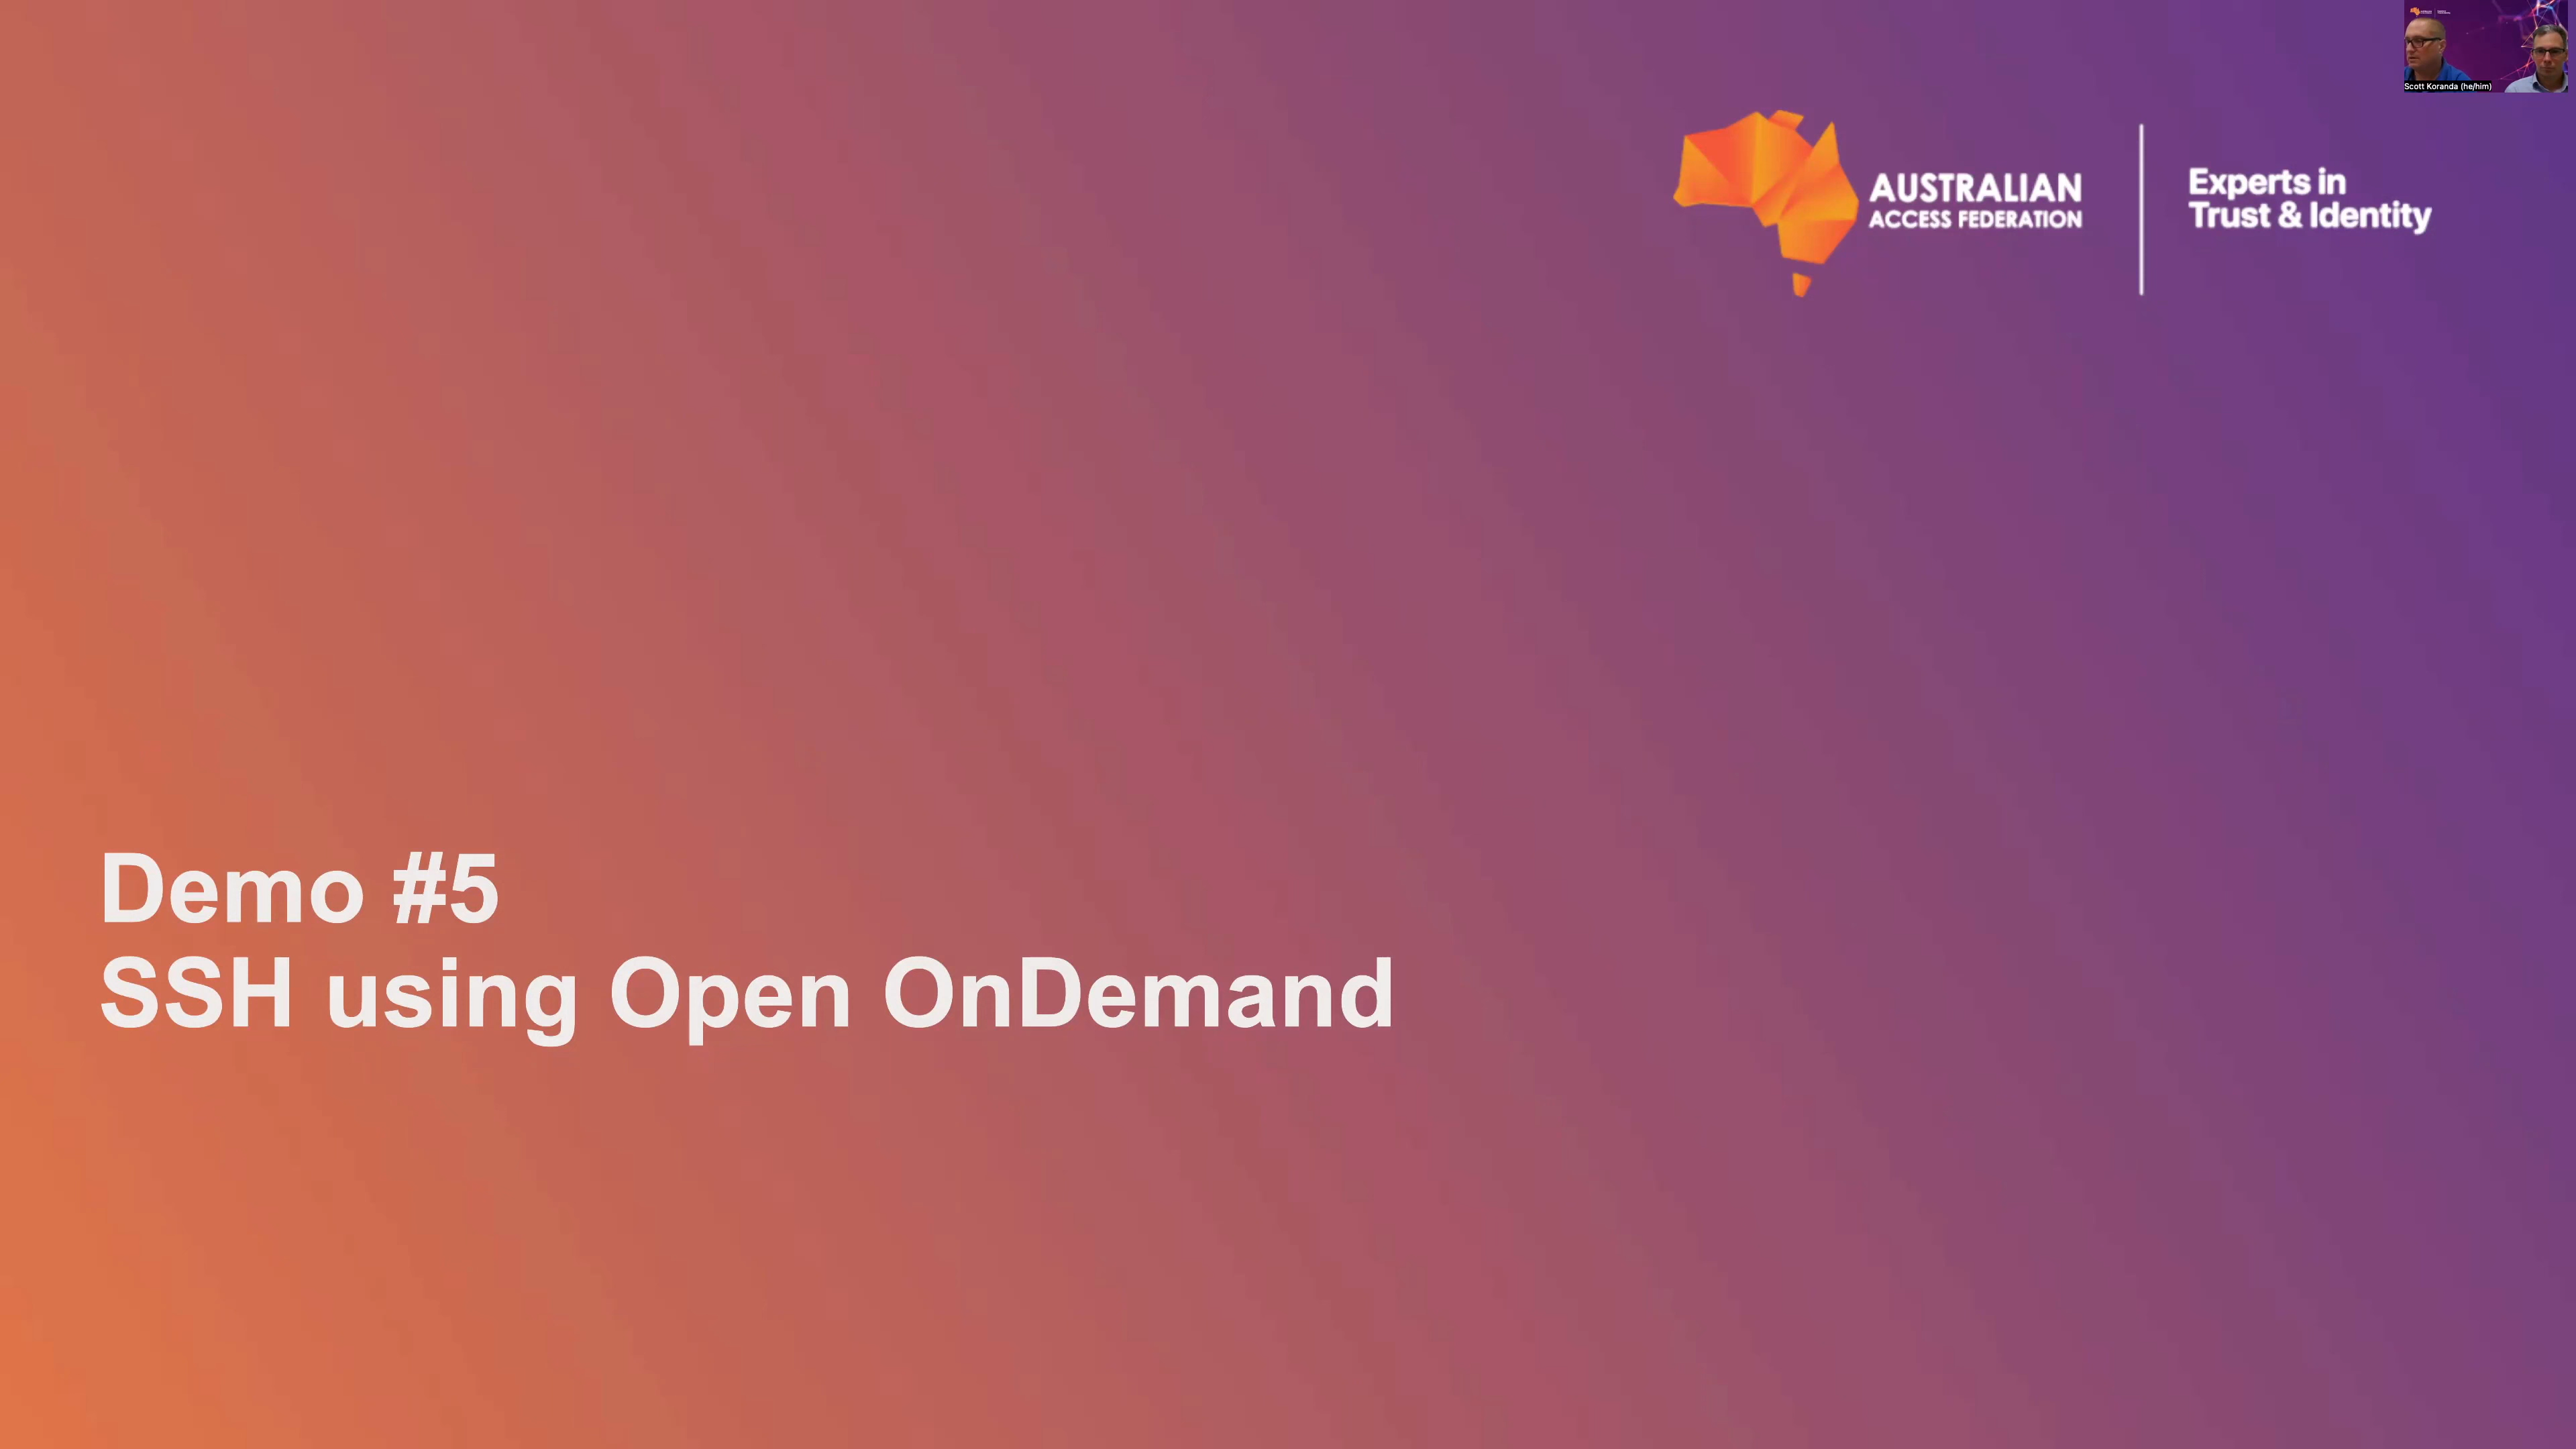 Scott Koranda (he/him)
AUSTRALIAN
ACCESS FEDERATION
Experts in
Trust & Identity
Demo #5
SSH using Open OnDemand